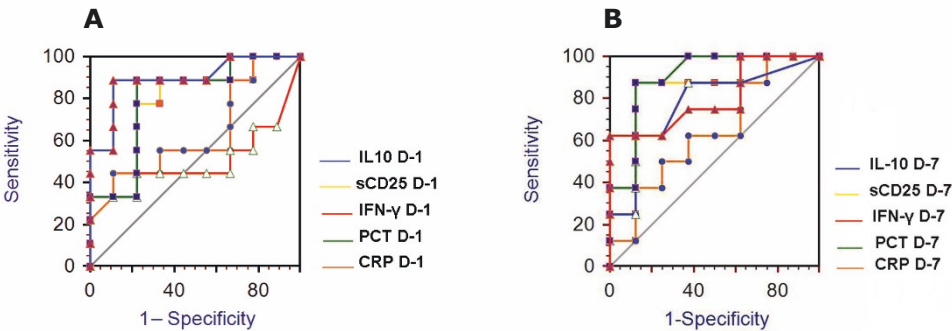 A
100
80
60
40
20
0
Sensitivity
0 40 80
1– Specificity
IL10 D-1
sCD25 D-1
IFN-γ D-1
PCT D-1
CRP D-1
B
100
80
60
40
20
0
Sensitivity
0 40 80
1-Specificity
IL-10 D-7
sCD25 D-7
IFN-γ D-7
PCT D-7
CRP D-7